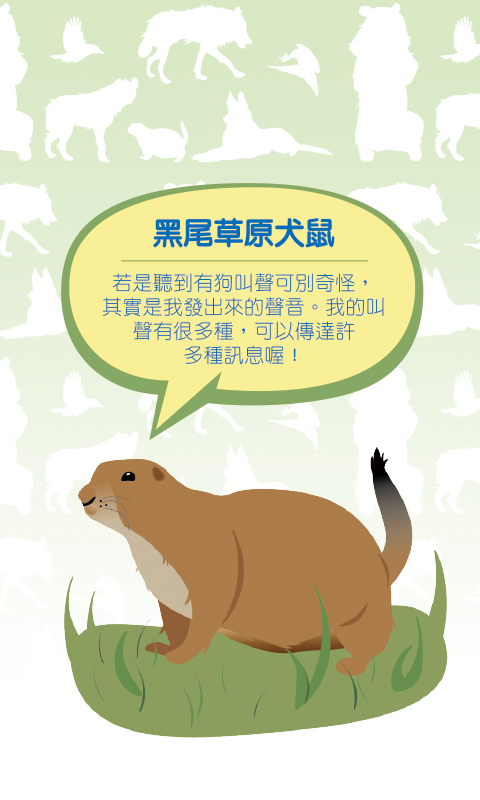 黑尾草原犬鼠
若是聽到有狗叫聲可別奇怪，
其實是我發出來的聲音。我的叫
聲有很多種，可以傳達許
多種訊息喔！